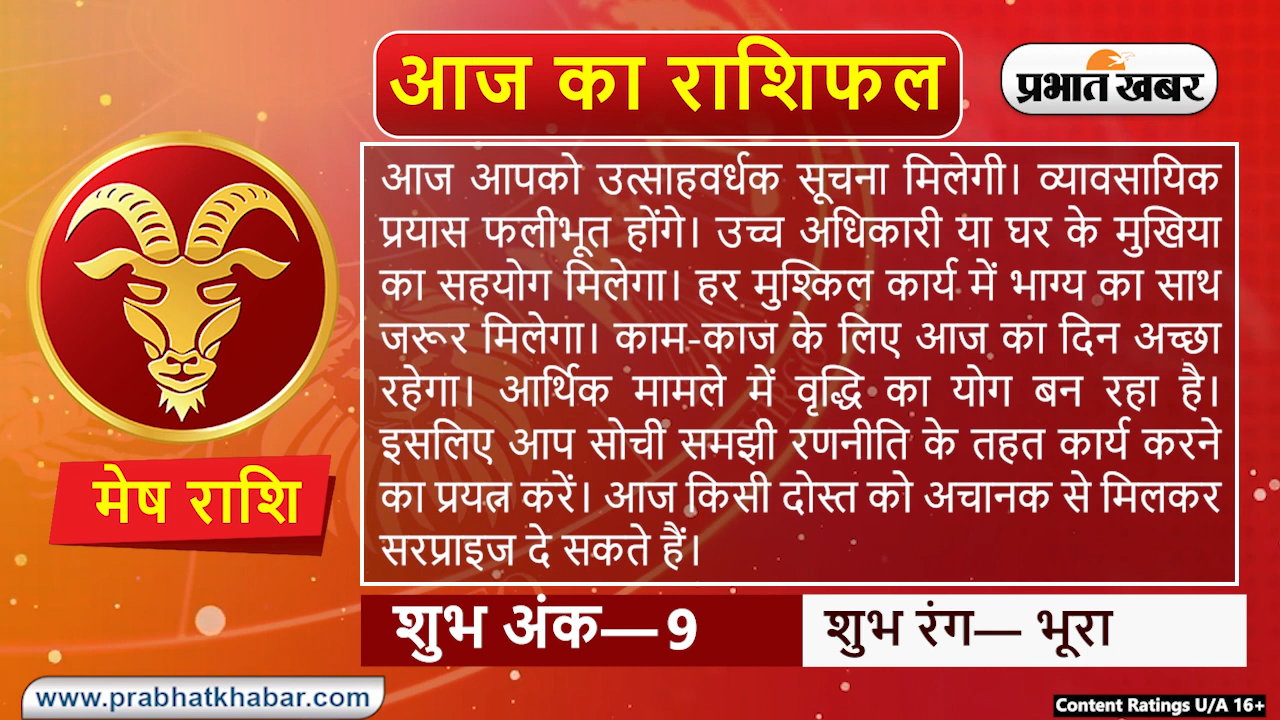 आज का राशिफल
प्रभात खबर
आज आपको उत्साहवर्धक सूचना मिलेगी। व्यावसायिक
प्रयास फलीभूत होंगे। उच्च अधिकारी या घर के मुखिया
का सहयोग मिलेगा। हर मुश्किल कार्य में भाग्य का साथ
जरूर मिलेगा। काम-काज के लिए आज का दिन अच्छा
रहेगा। आर्थिक मामले में वृद्धि का योग बन रहा है।
इसलिए आप सोची समझी रणनीति के तहत कार्य करने
का प्रयत्न करें। आज किसी दोस्त को अचानक से मिलकर
सरप्राइज दे सकते हैं।
मेष राशि
शुभ अंक—9
शुभ रंग— भूरा
www.prabhatkhabar.com
Content Ratings U/A 16+